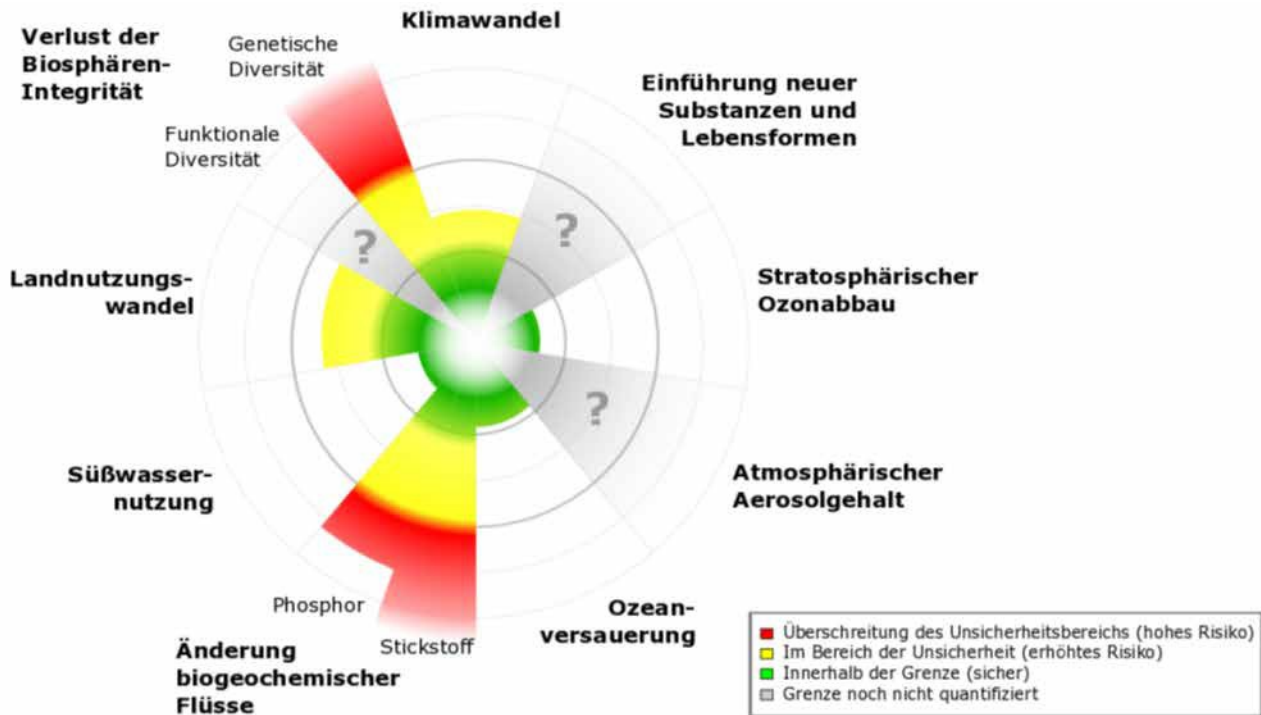 Klimawandel
Verlust der
Biosphären-
Integrität
Genetische
Diversität
Funktionale
Diversität
Einführung neuer
Substanzen und
Lebensformen
?
?
Landnutzungs-
wandel
Stratosphärischer
Ozonabbau
?
Süßwasser-
nutzung
Atmosphärischer
Aerosolgehalt
Phosphor
Stickstoff
Änderung
biogeochemischer
Flüsse
Ozean-
versauerung
Überschreitung des Unsicherheitsbereichs (hohes Risiko)
Im Bereich der Unsicherheit (erhöhtes Risiko)
Innerhalb der Grenze (sicher)
Grenze noch nicht quantifiziert